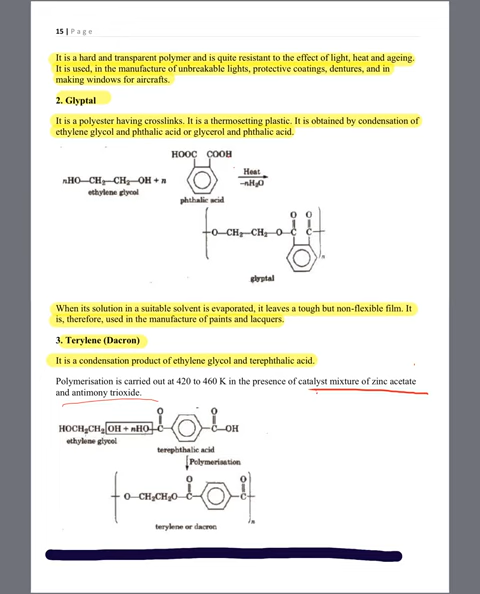 15 | P a g e
It is a hard and transparent polymer and is quite resistant to the effect of light, heat and ageing.
It is used, in the manufacture of unbreakable lights, protective coatings, dentures, and in
making windows for aircrafts.
2. Glyptal
It is a polyester having crosslinks. It is a thermosetting plastic. It is obtained by condensation of
ethylene glycol and phthalic acid or glycerol and phthalic acid.
HOOC COOH
nHO—CH₂—CH₂—OH + n
Heat
−nH₂O
ethylene glycol
phthalic acid
O O
O—CH₂—CH₂—O—C C
n
glyptal
When its solution in a suitable solvent is evaporated, it leaves a tough but non-flexible film. It
is, therefore, used in the manufacture of paints and lacquers.
3. Terylene (Dacron)
It is a condensation product of ethylene glycol and terephthalic acid.
Polymerisation is carried out at 420 to 460 K in the presence of catalyst mixture of zinc acetate
and antimony trioxide.
O O
HOCH₂CH₂ OH + nHO—C C—OH
ethylene glycol
terephthalic acid
Polymerisation
O O
O—CH₂CH₂O—C C
n
terylene or dacron